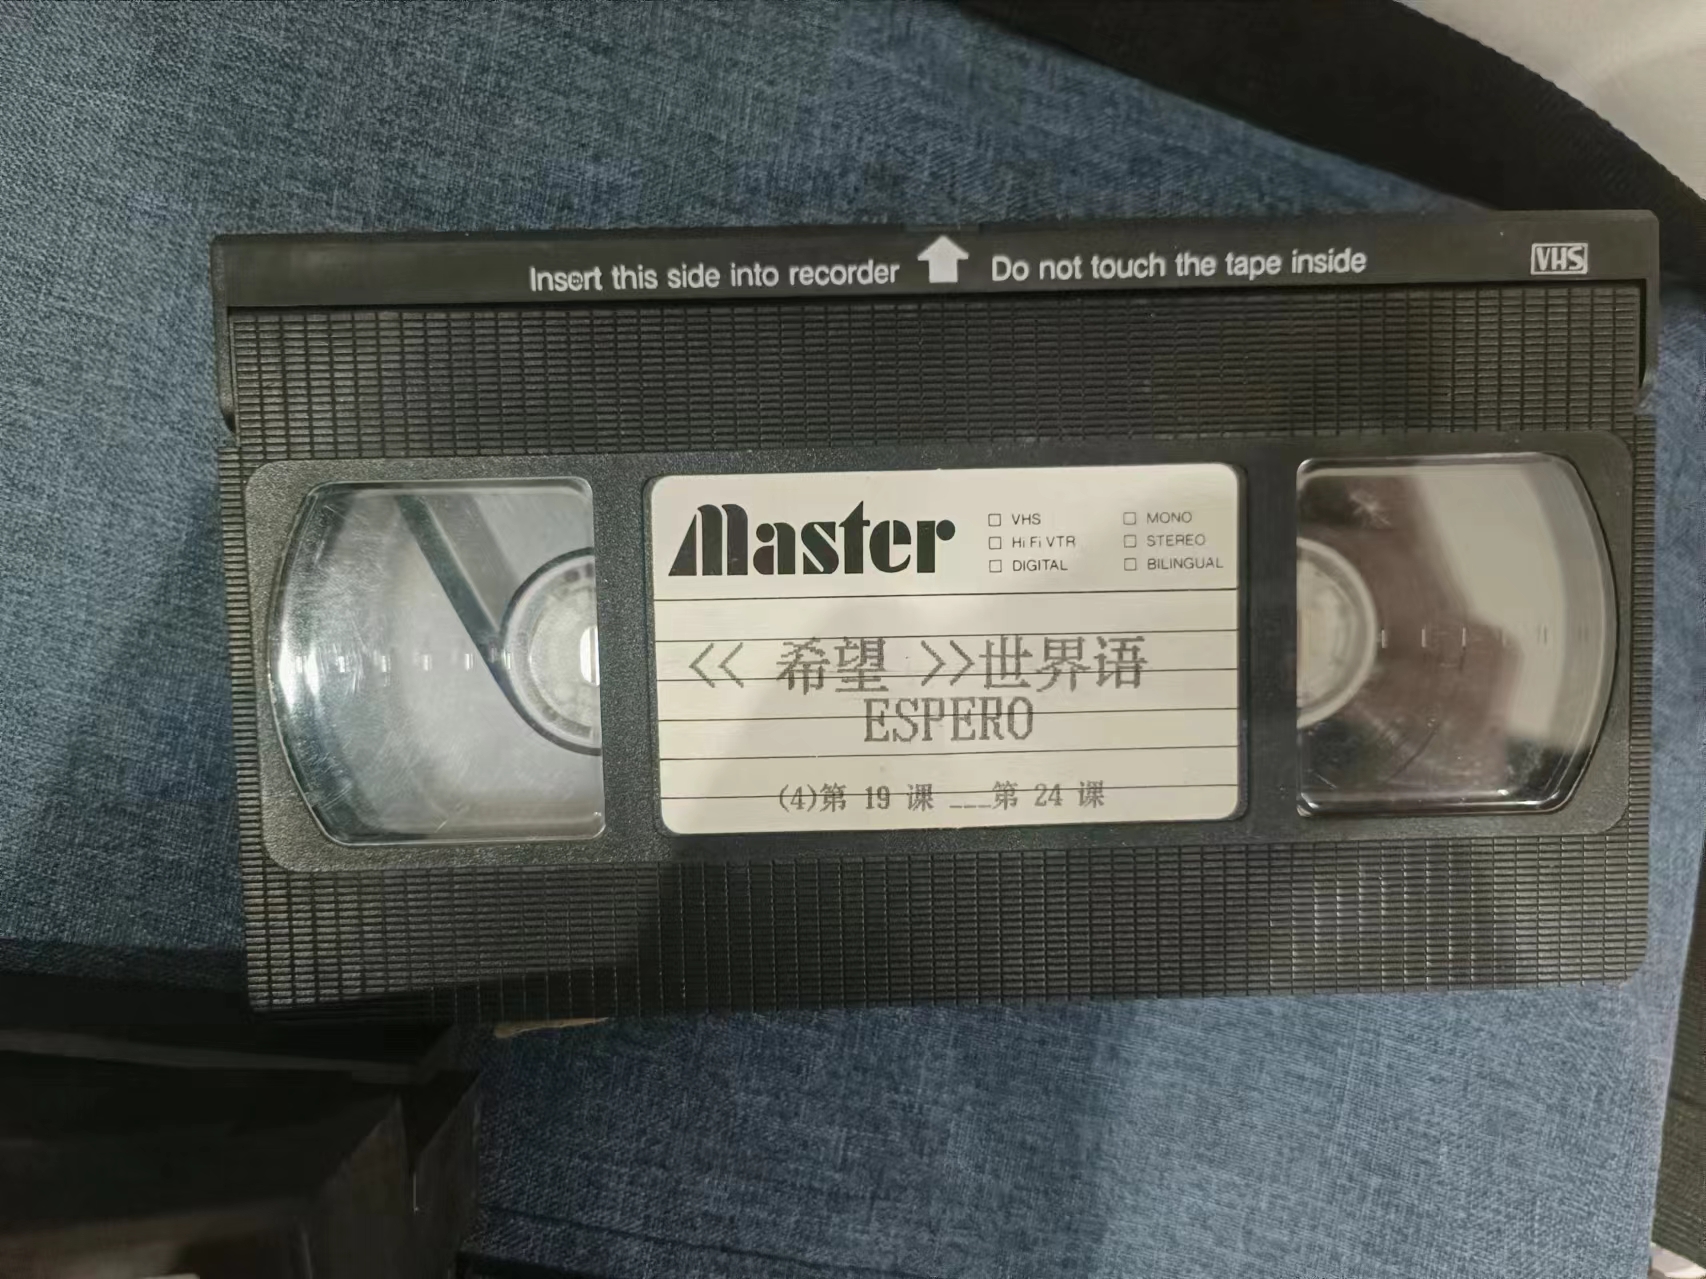 Insert this side into recorder Do not touch the tape inside VHS
Master
□ VHS □ MONO
□ Hi Fi VTR □ STEREO
□ DIGITAL □ BILINGUAL
<< 希望 >>世界语
ESPERO
(4)第 19 课 ___第 24 课